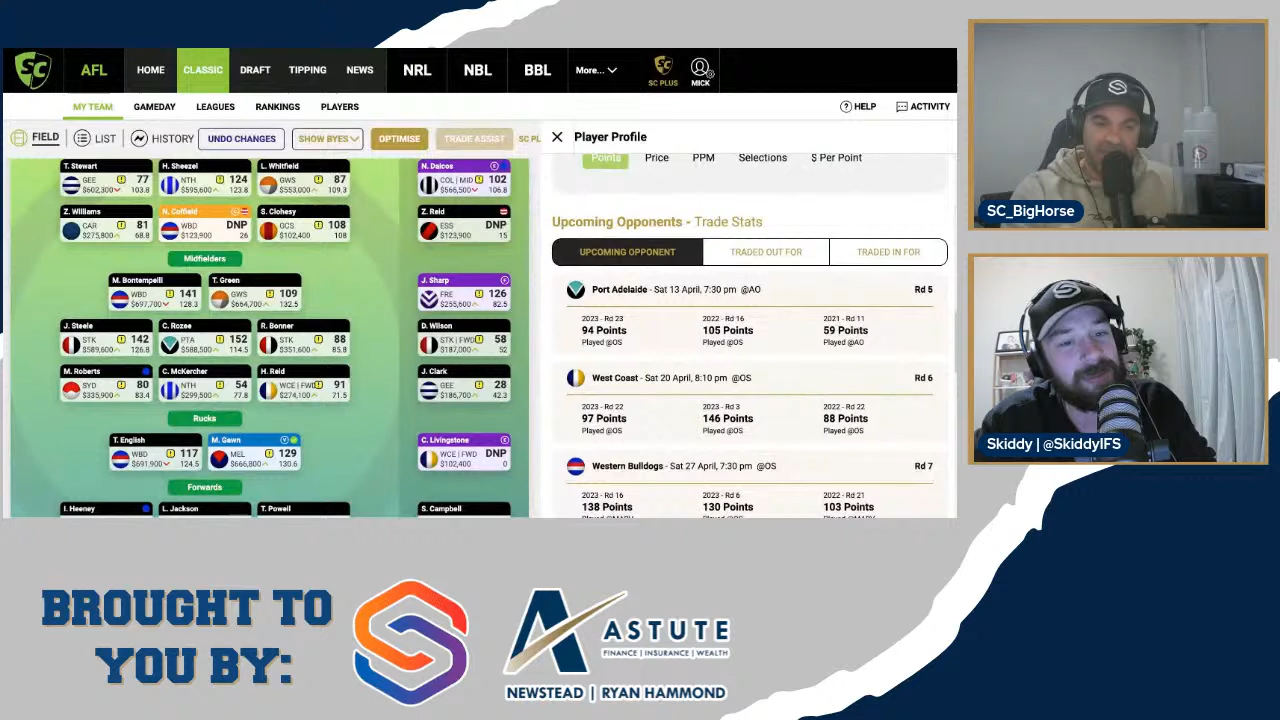 SC
AFL
HOME
CLASSIC
DRAFT
TIPPING
NEWS
NRL
NBL
BBL
More...
SC PLUS
MICK
MY TEAM
GAMEDAY
LEAGUES
RANKINGS
PLAYERS
HELP
ACTIVITY
FIELD
LIST
HISTORY
UNDO CHANGES
SHOW BYES
OPTIMISE
TRADE ASSIST
SC PL
Player Profile
T. Stewart
GEE 77
$602,300 103.8
H. Sheezel
NTH 124
$595,600 123.8
L. Whitfield
GWS 87
$553,000 109.3
N. Daicos
COL | MID 102
$566,500 106.8
Z. Williams
CAR 81
$275,800 68.8
N. Coffield
WBD DNP
$123,900 26
S. Clohesy
GCS 108
$102,400 108
Z. Reid
ESS DNP
$123,900 15
Midfielders
M. Bontempelli
WBD 141
$697,700 128.3
T. Green
GWS 109
$664,700 132.5
J. Sharp
FRE 126
$255,600 82.5
J. Steele
STK 142
$589,600 126.8
C. Rozee
PTA 152
$588,500 114.5
R. Bonner
STK 88
$351,600 85.8
D. Wilson
STK | FWD 58
$187,000 52
M. Roberts
SYD 80
$335,900 83.4
C. McKercher
NTH 54
$299,500 77.8
H. Reid
WCE | FWD 91
$274,100 71.5
J. Clark
GEE 28
$186,700 42.3
Rucks
T. English
WBD 117
$691,900 124.5
M. Gawn
MEL 129
$666,800 130.6
C. Livingstone
WCE | FWD DNP
$102,400 0
Forwards
I. Heeney
L. Jackson
T. Powell
S. Campbell
Points
Price
PPM
Selections
$ Per Point
Upcoming Opponents - Trade Stats
UPCOMING OPPONENT
TRADED OUT FOR
TRADED IN FOR
Port Adelaide - Sat 13 April, 7:30 pm @AO
Rd 5
2023 - Rd 23
94 Points
Played @OS
2022 - Rd 16
105 Points
Played @OS
2021 - Rd 11
59 Points
Played @AO
West Coast - Sat 20 April, 8:10 pm @OS
Rd 6
2023 - Rd 22
97 Points
Played @OS
2023 - Rd 3
146 Points
Played @OS
2022 - Rd 22
88 Points
Played @OS
Western Bulldogs - Sat 27 April, 7:30 pm @OS
Rd 7
2023 - Rd 16
138 Points
2023 - Rd 6
130 Points
2022 - Rd 21
103 Points
SC_BigHorse
Skiddy | @SkiddyIFS
BROUGHT TO
YOU BY:
ASTUTE
FINANCE | INSURANCE | WEALTH
NEWSTEAD | RYAN HAMMOND